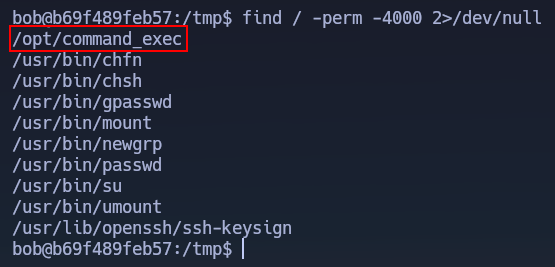 bob@b69f489feb57:/tmp$ find / -perm -4000 2>/dev/null
/opt/command_exec
/usr/bin/chfn
/usr/bin/chsh
/usr/bin/gpasswd
/usr/bin/mount
/usr/bin/newgrp
/usr/bin/passwd
/usr/bin/su
/usr/bin/umount
/usr/lib/openssh/ssh-keysign
bob@b69f489feb57:/tmp$